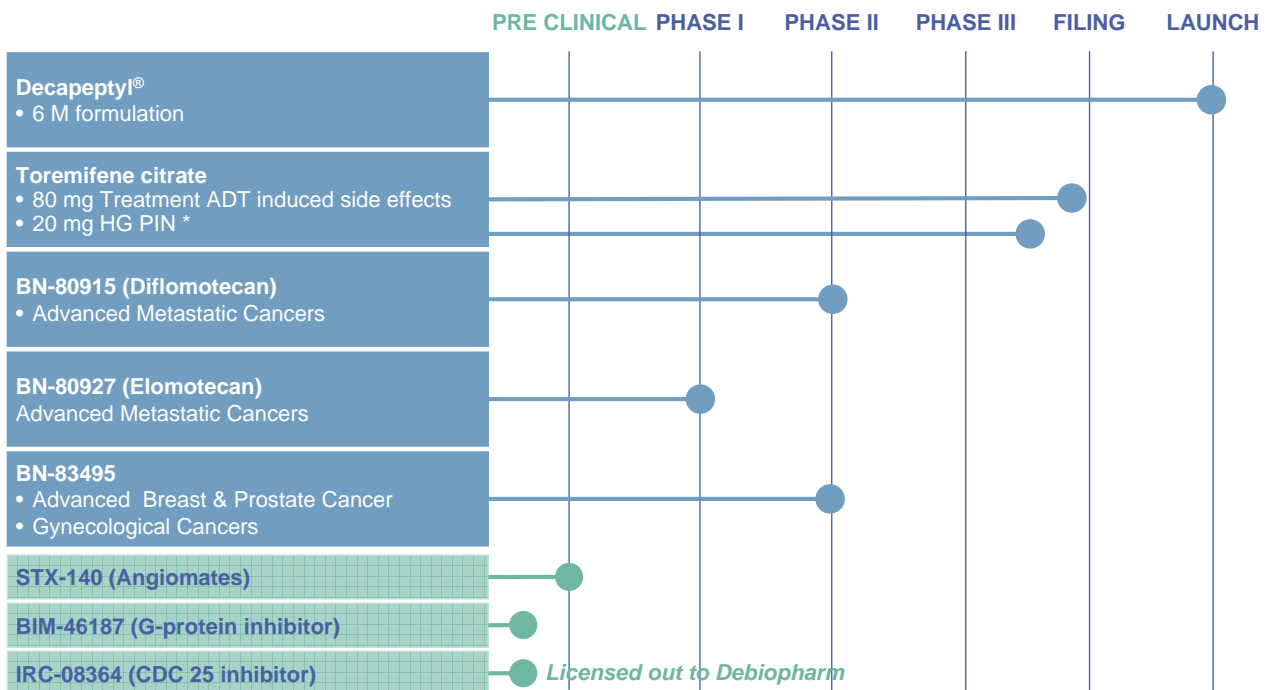 PRE CLINICAL PHASE I PHASE II PHASE III FILING LAUNCH
Decapeptyl®
• 6 M formulation
Toremifene citrate
• 80 mg Treatment ADT induced side effects
• 20 mg HG PIN *
BN-80915 (Diflomotecan)
• Advanced Metastatic Cancers
BN-80927 (Elomotecan)
Advanced Metastatic Cancers
BN-83495
• Advanced Breast & Prostate Cancer
• Gynecological Cancers
STX-140 (Angiomates)
BIM-46187 (G-protein inhibitor)
IRC-08364 (CDC 25 inhibitor) Licensed out to Debiopharm